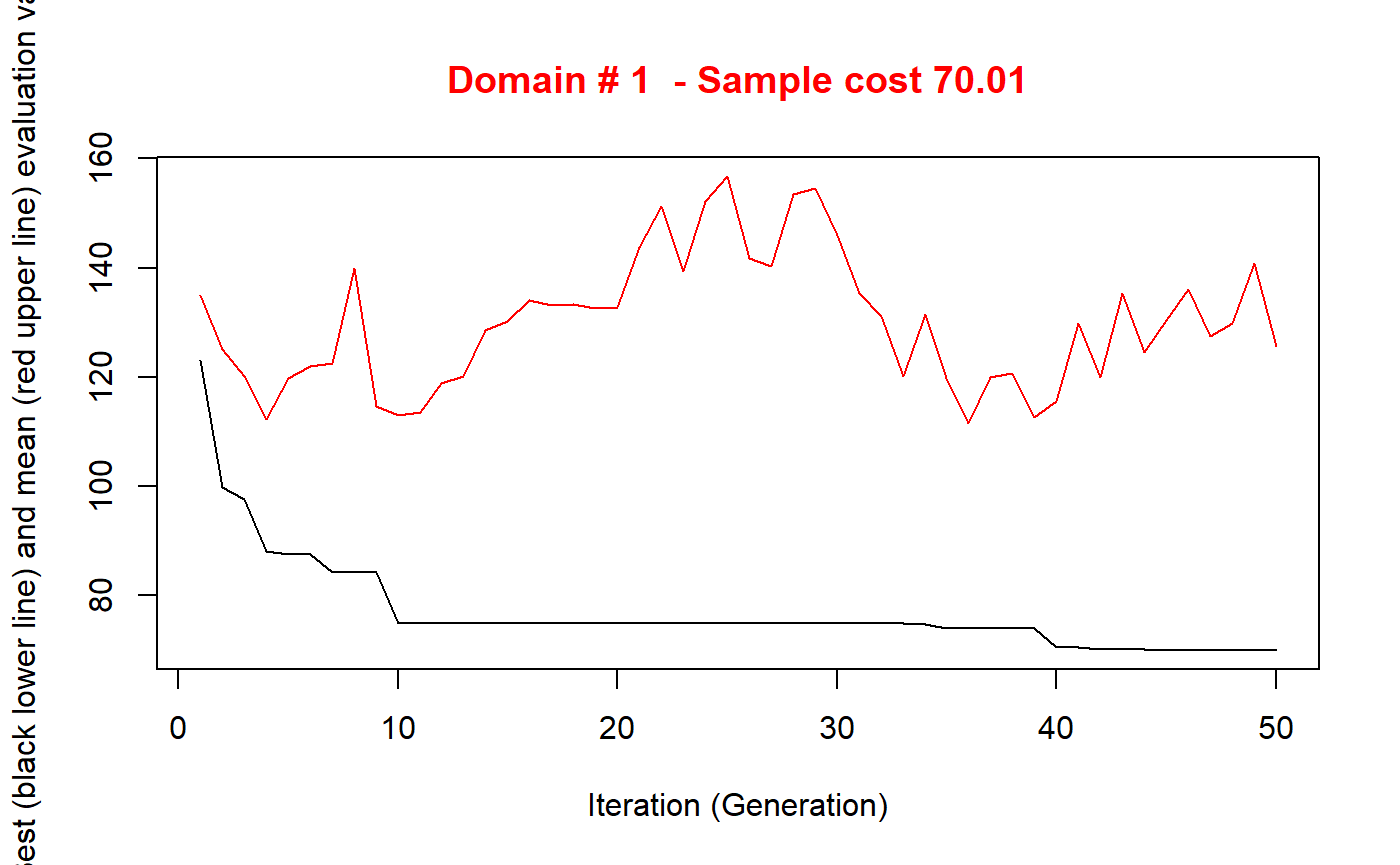 Domain # 1  - Sample cost 70.01
(black lower line) and mean (red upper line) evaluation
160
140
120
100
80
0 10 20 30 40 50
Iteration (Generation)